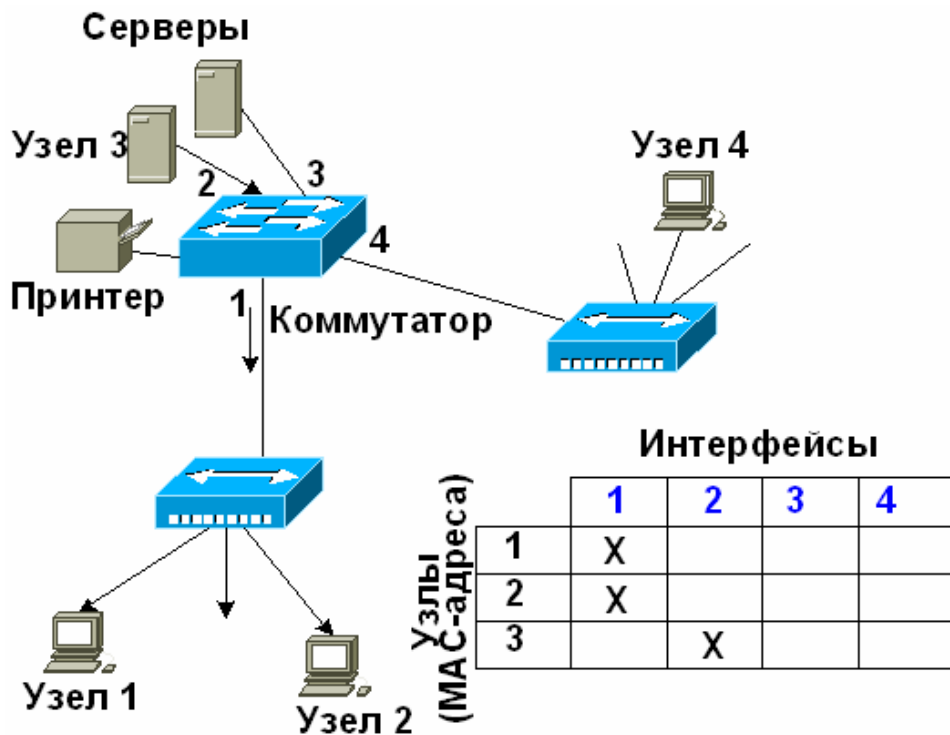 Серверы
Узел 3
2
3
Узел 4
4
Принтер
1
Коммутатор
Интерфейсы
Узлы
(MAC-адреса)
1 2 3 4
1 X
2 X
3 X
Узел 1
Узел 2